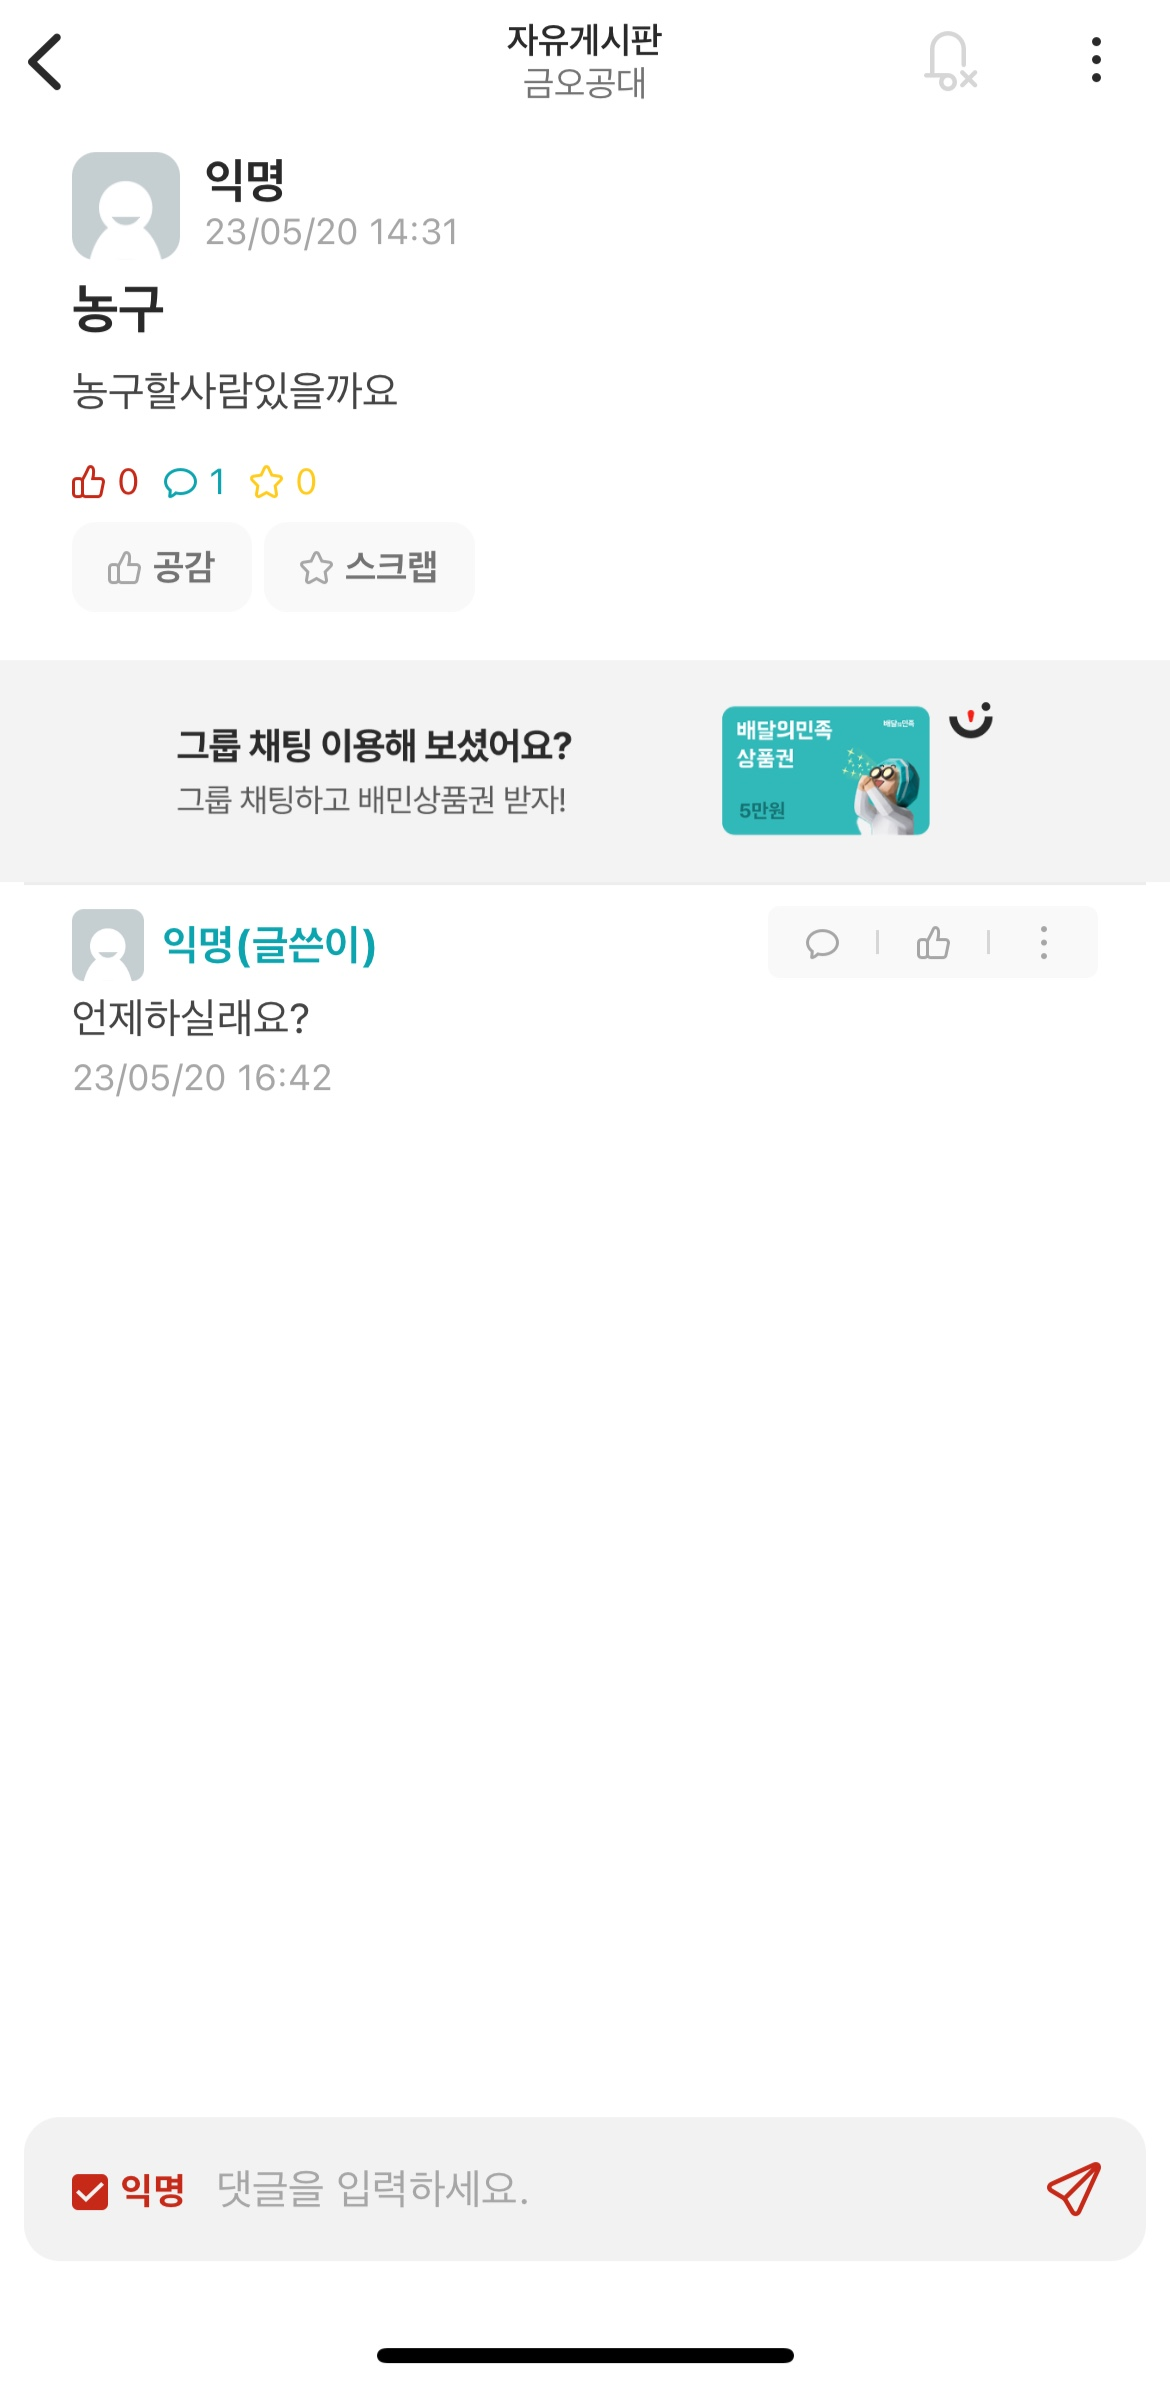 자유게시판
금오공대
익명
23/05/20 14:31
농구
농구할사람있을까요
0 1 0
공감 스크랩
그룹 채팅 이용해 보셨어요?
그룹 채팅하고 배민상품권 받자!
배달의민족 배달의민족
상품권
5만원
익명(글쓴이)
언제하실래요?
23/05/20 16:42
익명 댓글을 입력하세요.